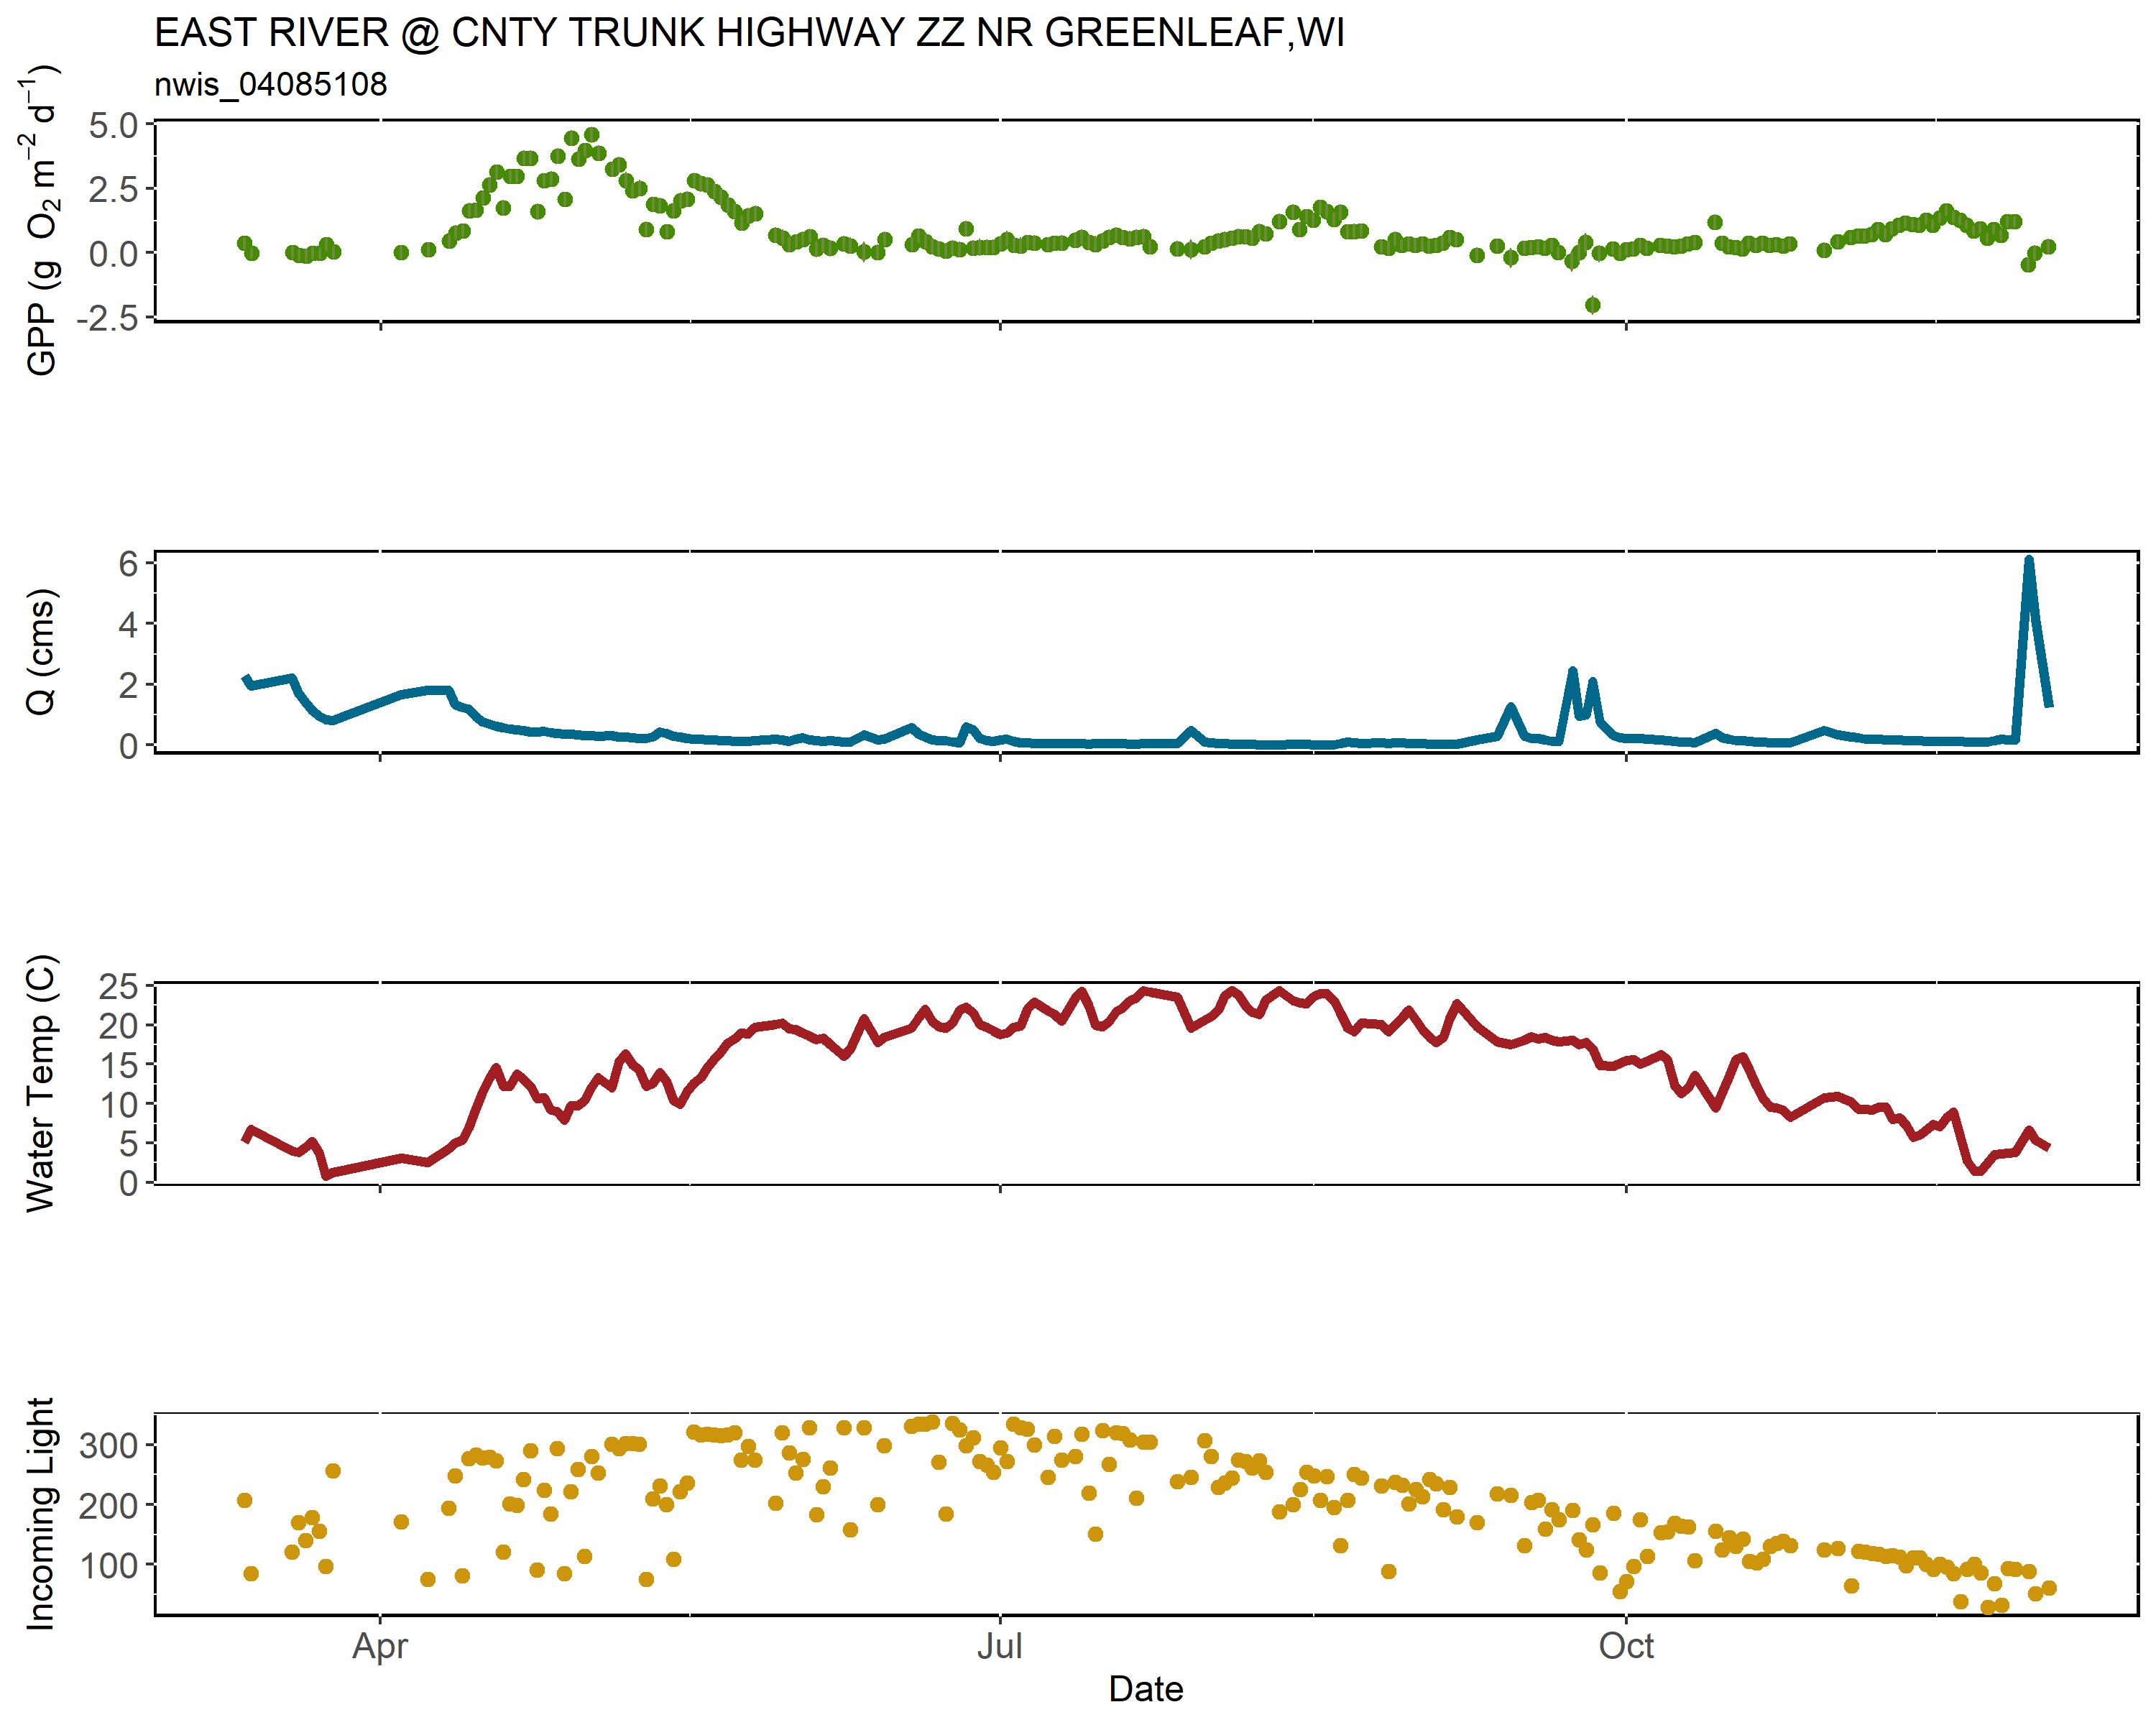 EAST RIVER @ CNTY TRUNK HIGHWAY ZZ NR GREENLEAF,WI
nwis_04085108
GPP (g O₂ m⁻² d⁻¹)
5.0
2.5
0.0
-2.5
Q (cms)
6
4
2
0
Water Temp (C)
25
20
15
10
5
0
Incoming Light
300
200
100
Apr Jul Oct
Date